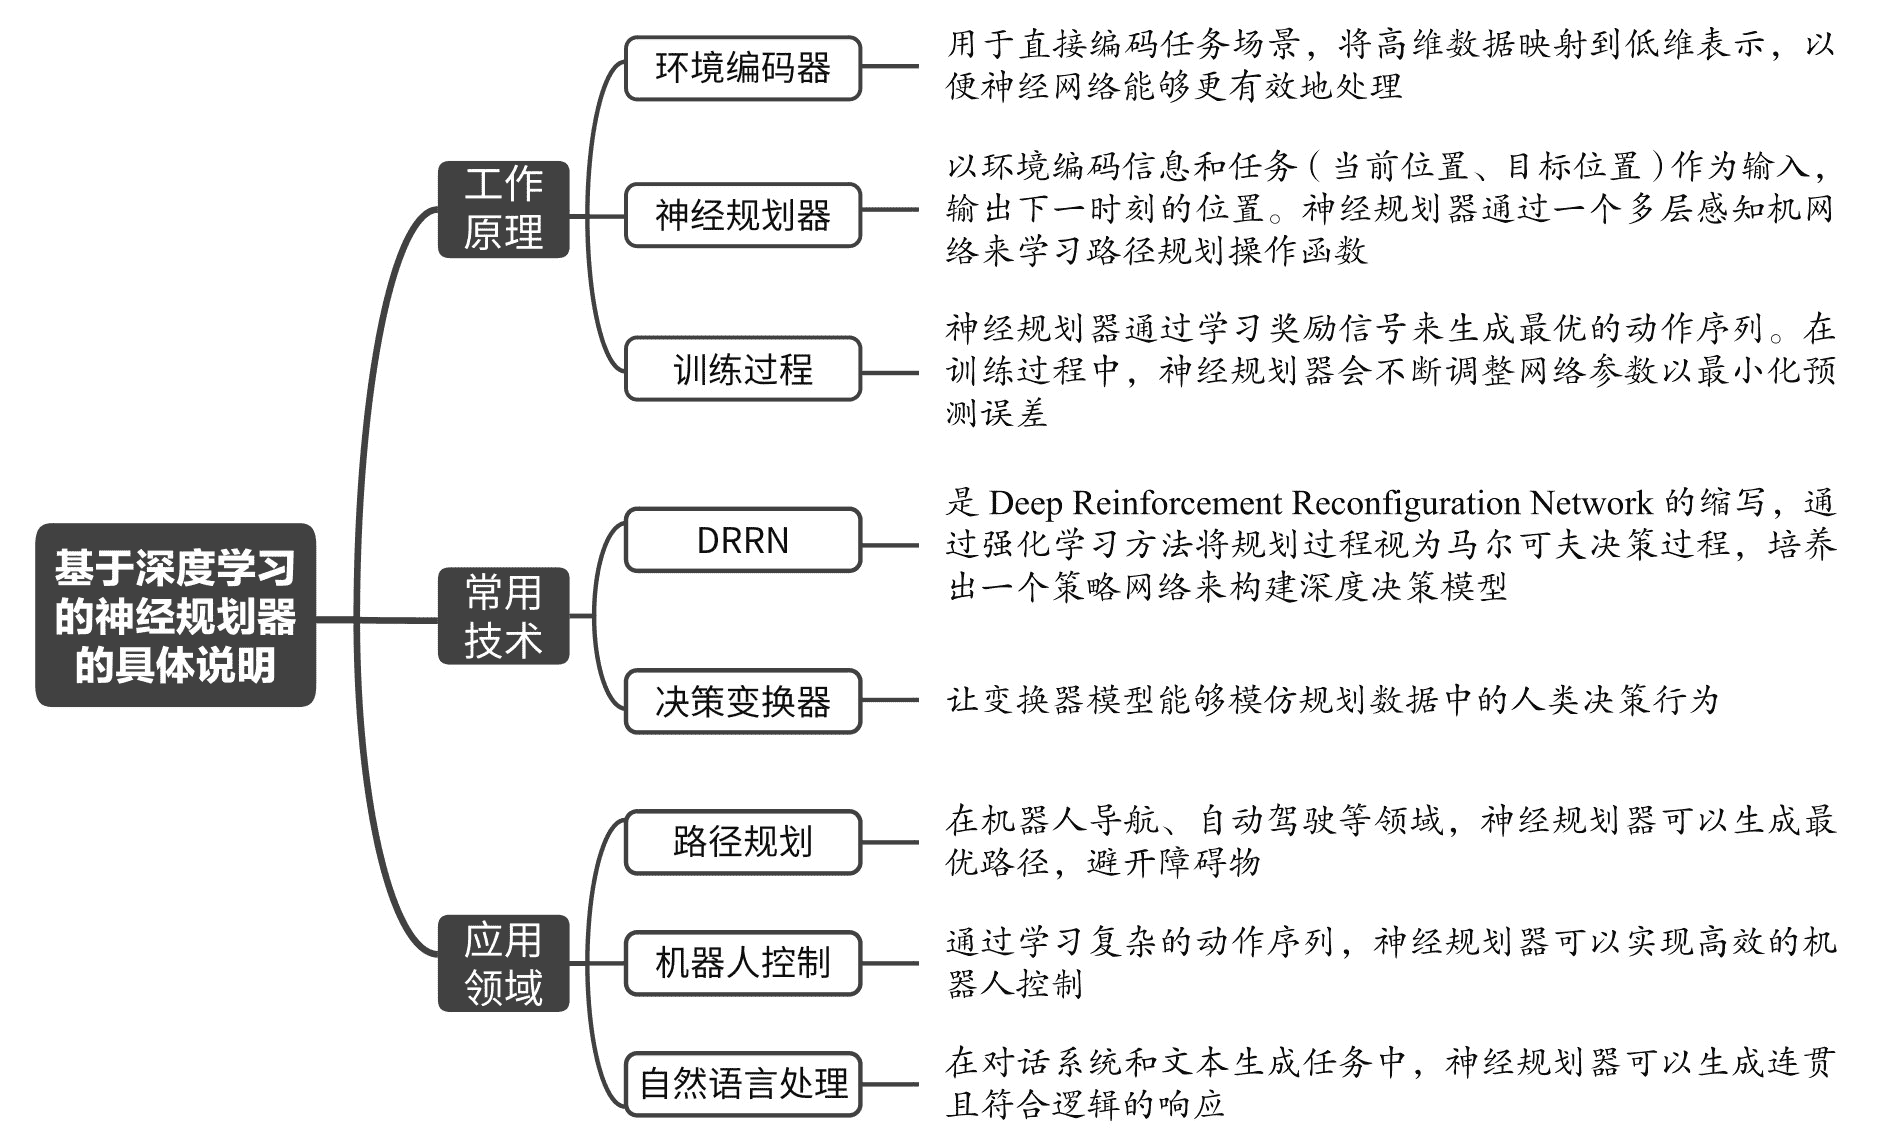 基于深度学习
的神经规划器
的具体说明
工作
原理
环境编码器
用于直接编码任务场景，将高维数据映射到低维表示，以
便神经网络能够更有效地处理
神经规划器
以环境编码信息和任务（当前位置、目标位置）作为输入，
输出下一时刻的位置。神经规划器通过一个多层感知机网
络来学习路径规划操作函数
训练过程
神经规划器通过学习奖励信号来生成最优的动作序列。在
训练过程中，神经规划器会不断调整网络参数以最小化预
测误差
常用
技术
DRRN
是 Deep Reinforcement Reconfiguration Network 的缩写，通
过强化学习方法将规划过程视为马尔可夫决策过程，培养
出一个策略网络来构建深度决策模型
决策变换器
让变换器模型能够模仿规划数据中的人类决策行为
应用
领域
路径规划
在机器人导航、自动驾驶等领域，神经规划器可以生成最
优路径，避开障碍物
机器人控制
通过学习复杂的动作序列，神经规划器可以实现高效的机
器人控制
自然语言处理
在对话系统和文本生成任务中，神经规划器可以生成连贯
且符合逻辑的响应